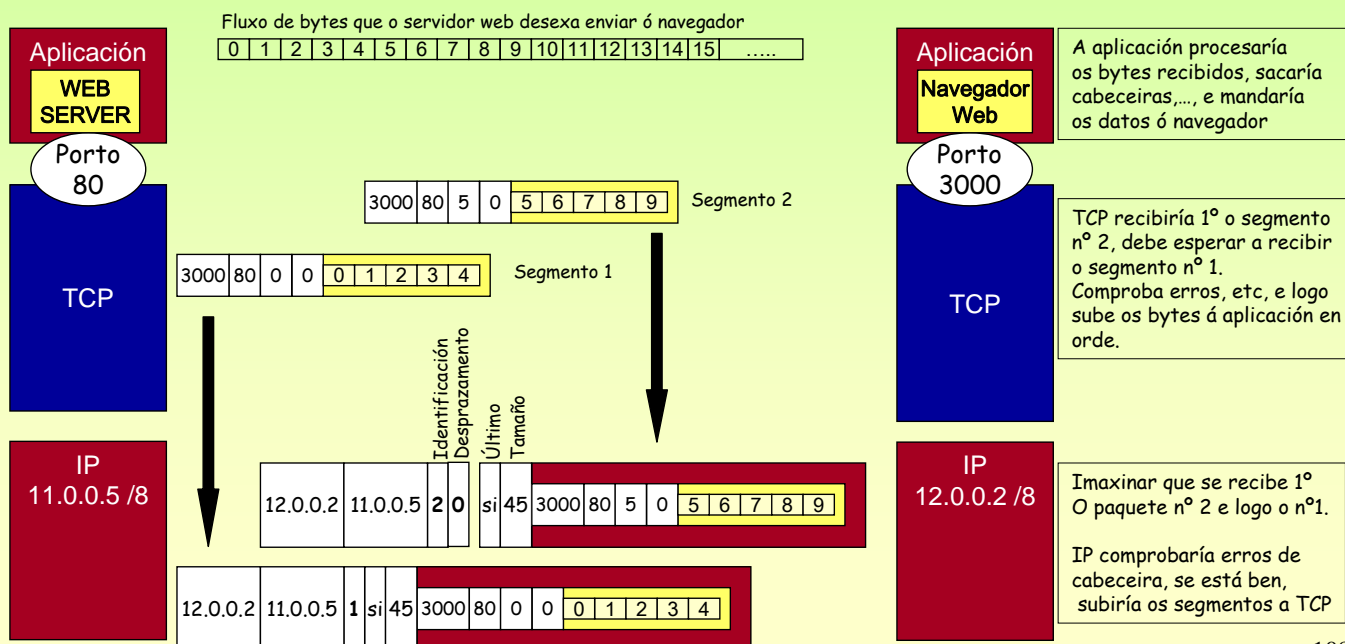 Fluxo de bytes que o servidor web desexa enviar ó navegador
0 1 2 3 4 5 6 7 8 9 10 11 12 13 14 15 …..
Aplicación
WEB
SERVER
Porto
80
TCP
IP
11.0.0.5 /8
3000 80 5 0 5 6 7 8 9
Segmento 2
3000 80 0 0 0 1 2 3 4
Segmento 1
Identificación
Desprazamento
Último
Tamaño
12.0.0.2 11.0.0.5 2 0 si 45 3000 80 5 0 5 6 7 8 9
12.0.0.2 11.0.0.5 1 si 45 3000 80 0 0 0 1 2 3 4
Aplicación
Navegador
Web
Porto
3000
TCP
IP
12.0.0.2 /8
A aplicación procesaría
os bytes recibidos, sacaría
cabeceiras,…, e mandaría
os datos ó navegador
TCP recibiría 1º o segmento
nº 2, debe esperar a recibir
o segmento nº 1.
Comproba erros, etc, e logo
sube os bytes á aplicación en
orde.
Imaxinar que se recibe 1º
O paquete nº 2 e logo o nº1.
IP comprobaría erros de
cabeceira, se está ben,
subiría os segmentos a TCP